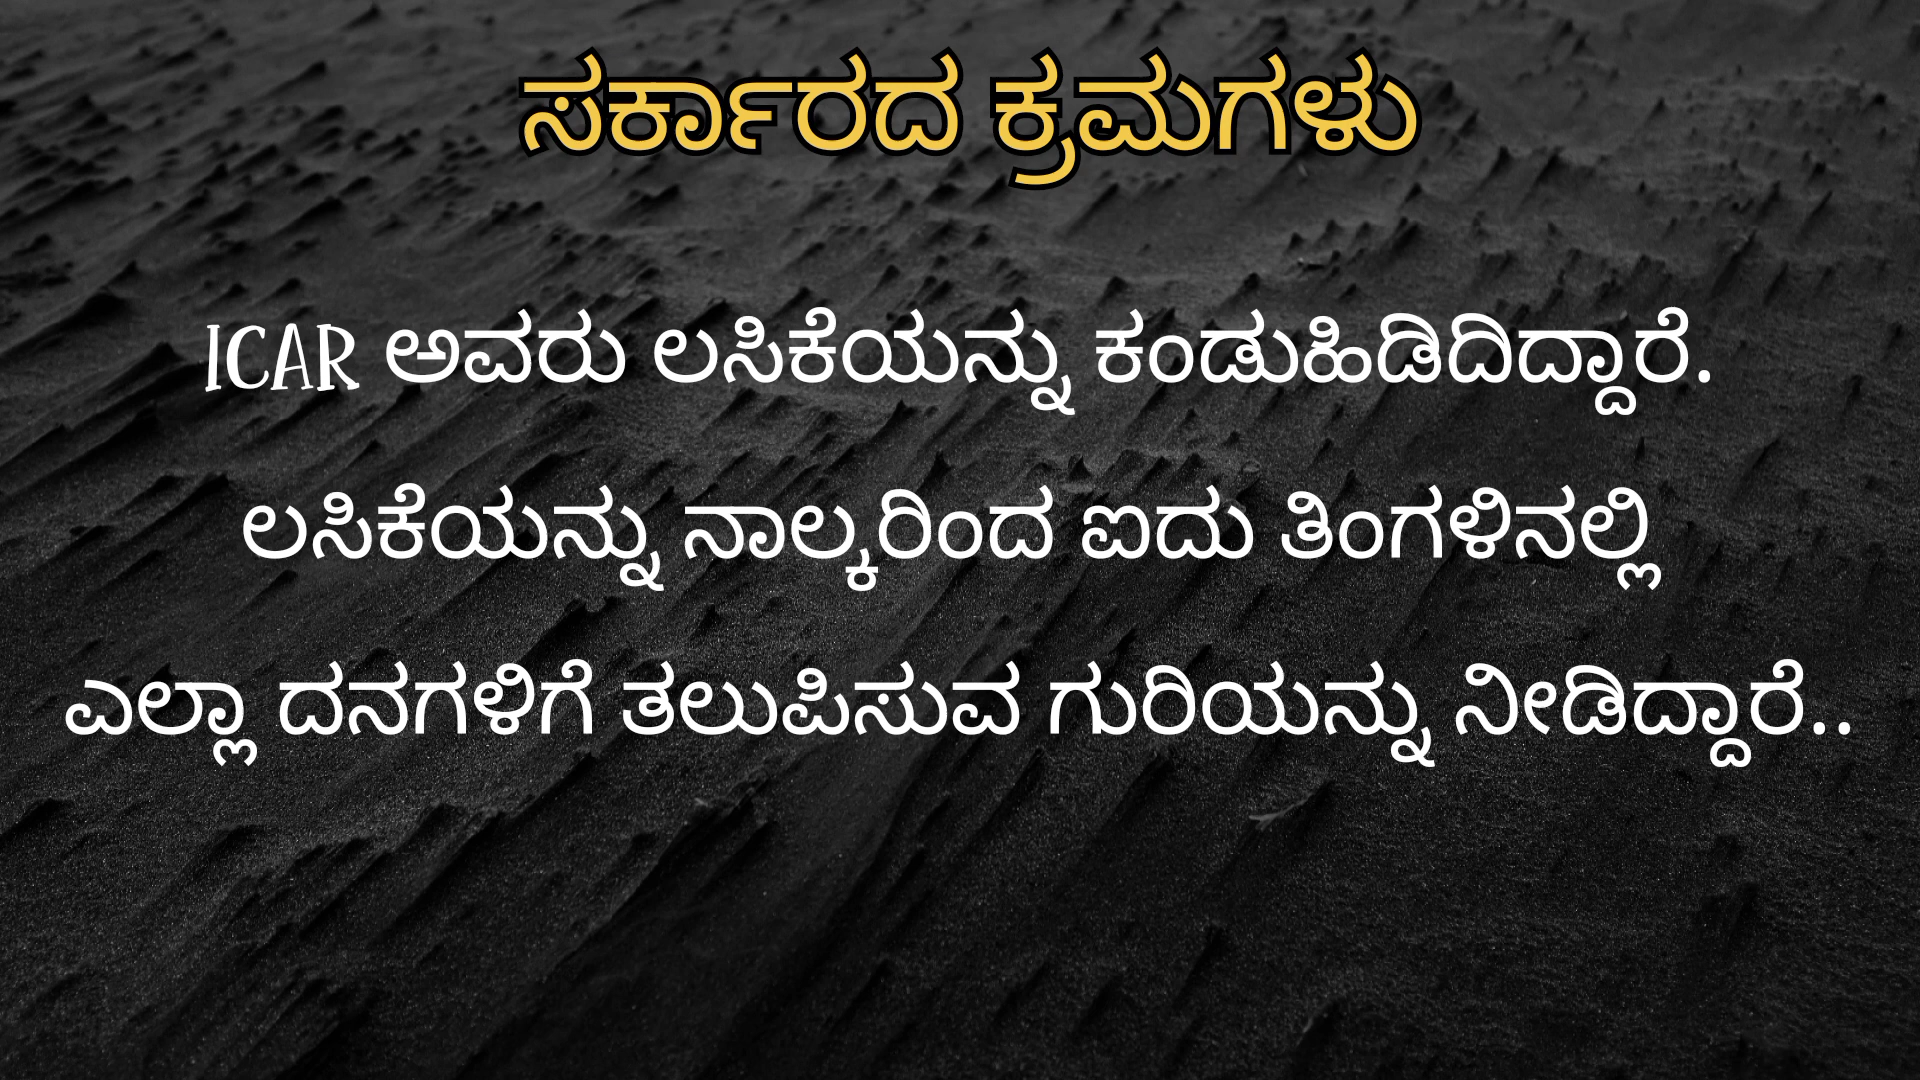 ಸರ್ಕಾರದ ಕ್ರಮಗಳು
ICAR ಅವರು ಲಸಿಕೆಯನ್ನು ಕಂಡುಹಿಡಿದಿದ್ದಾರೆ.
ಲಸಿಕೆಯನ್ನು ನಾಲ್ಕರಿಂದ ಐದು ತಿಂಗಳಿನಲ್ಲಿ
ಎಲ್ಲಾ ದನಗಳಿಗೆ ತಲುಪಿಸುವ ಗುರಿಯನ್ನು ನೀಡಿದ್ದಾರೆ..